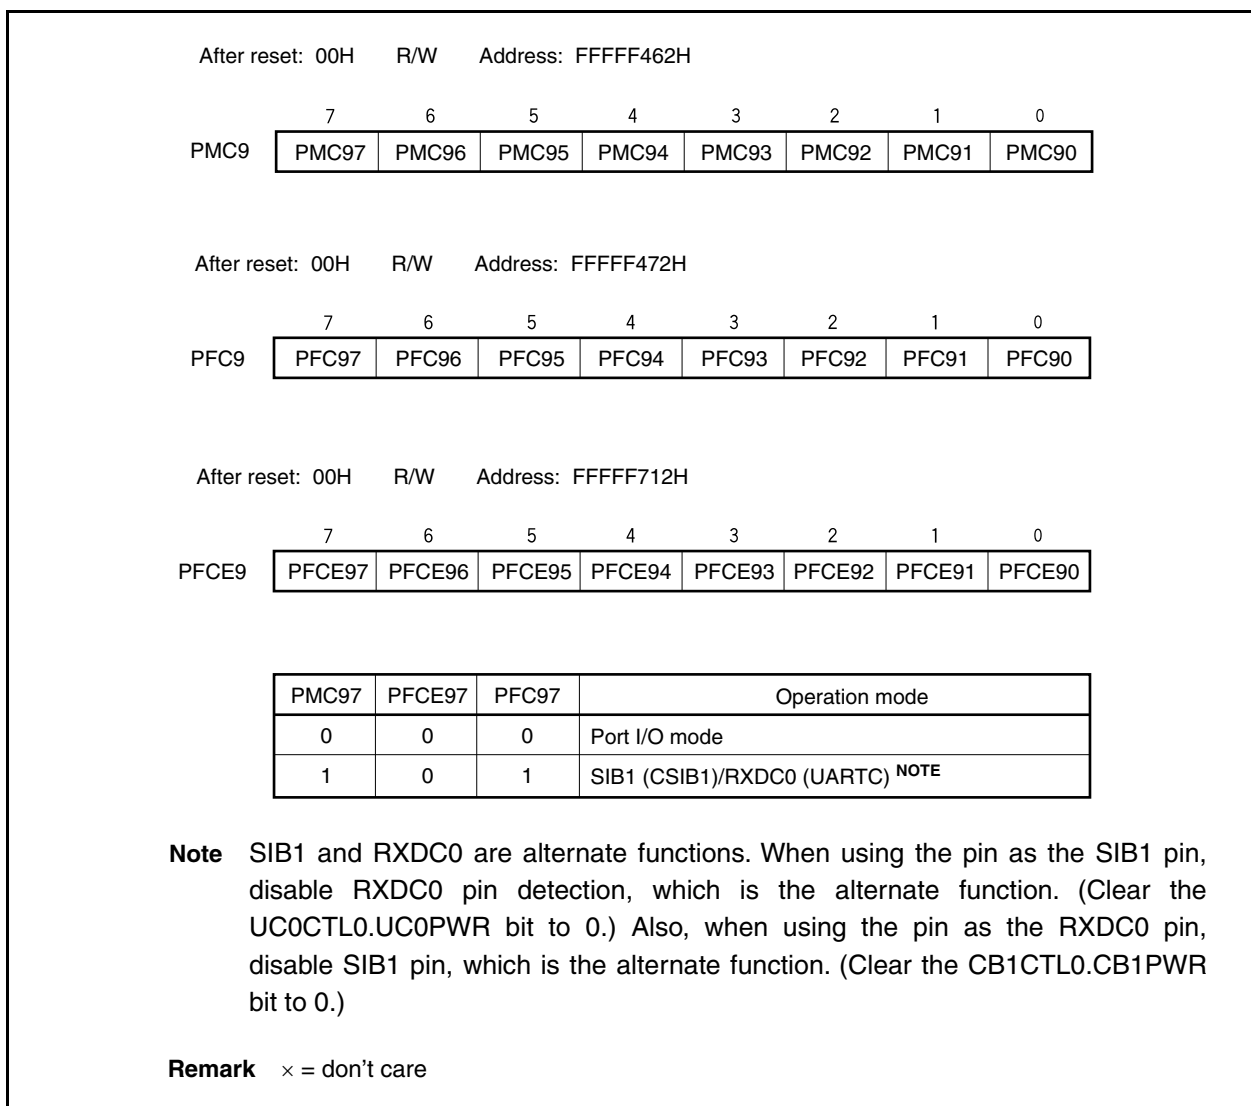 After reset: 00H R/W Address: FFFFF462H
7 6 5 4 3 2 1 0
PMC9 PMC97 PMC96 PMC95 PMC94 PMC93 PMC92 PMC91 PMC90
After reset: 00H R/W Address: FFFFF472H
7 6 5 4 3 2 1 0
PFC9 PFC97 PFC96 PFC95 PFC94 PFC93 PFC92 PFC91 PFC90
After reset: 00H R/W Address: FFFFF712H
7 6 5 4 3 2 1 0
PFCE9 PFCE97 PFCE96 PFCE95 PFCE94 PFCE93 PFCE92 PFCE91 PFCE90
PMC97 PFCE97 PFC97 Operation mode
0 0 0 Port I/O mode
1 0 1 SIB1 (CSIB1)/RXDC0 (UARTC) NOTE
Note SIB1 and RXDC0 are alternate functions. When using the pin as the SIB1 pin,
disable RXDC0 pin detection, which is the alternate function. (Clear the
UC0CTL0.UC0PWR bit to 0.) Also, when using the pin as the RXDC0 pin,
disable SIB1 pin, which is the alternate function. (Clear the CB1CTL0.CB1PWR
bit to 0.)
Remark × = don't care